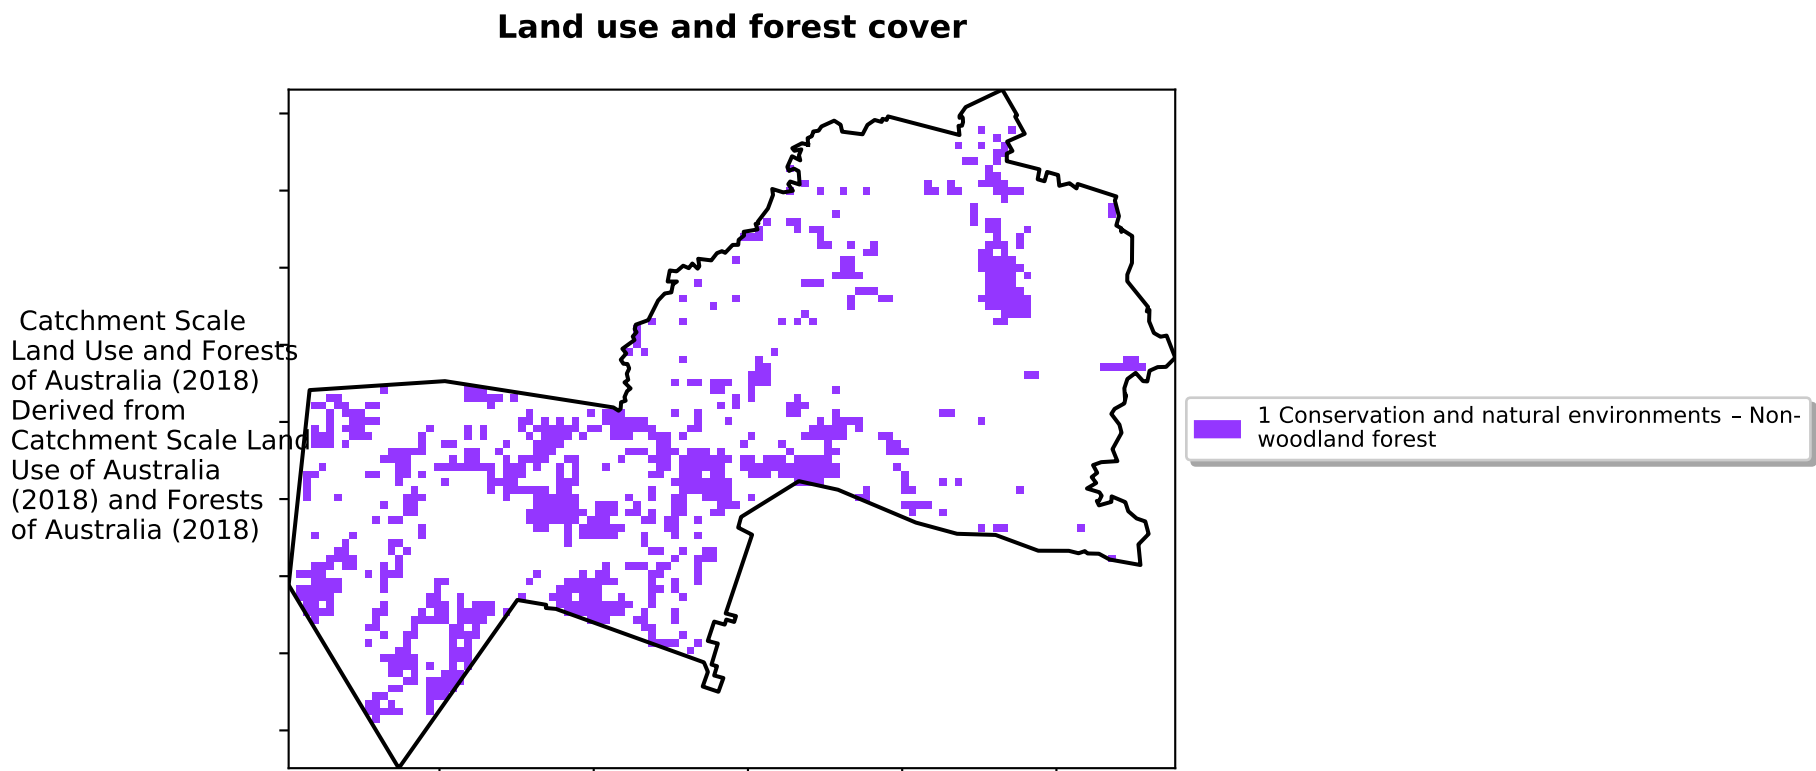 Land use and forest cover
Catchment Scale
Land Use and Forests
of Australia (2018)
Derived from
Catchment Scale Land
Use of Australia
(2018) and Forests
of Australia (2018)
1 Conservation and natural environments – Non-
woodland forest